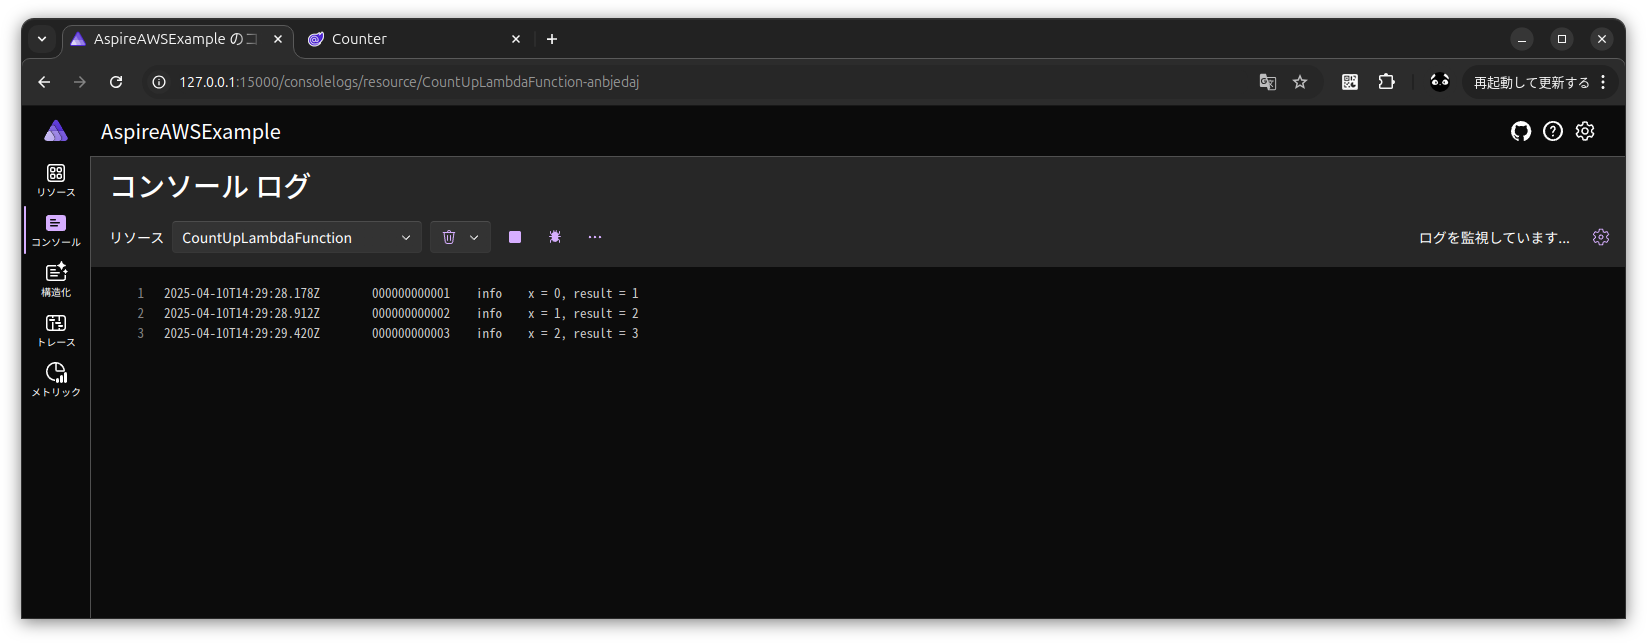 AspireAWSExample のコ
Counter
127.0.0.1:15000/consolelogs/resource/CountUpLambdaFunction-anbjedaj
再起動して更新する
AspireAWSExample
リソース
コンソール
構造化
トレース
メトリック
コンソール ログ
リソース CountUpLambdaFunction
ログを監視しています...
1 2025-04-10T14:29:28.178Z 000000000001 info x = 0, result = 1
2 2025-04-10T14:29:28.912Z 000000000002 info x = 1, result = 2
3 2025-04-10T14:29:29.420Z 000000000003 info x = 2, result = 3